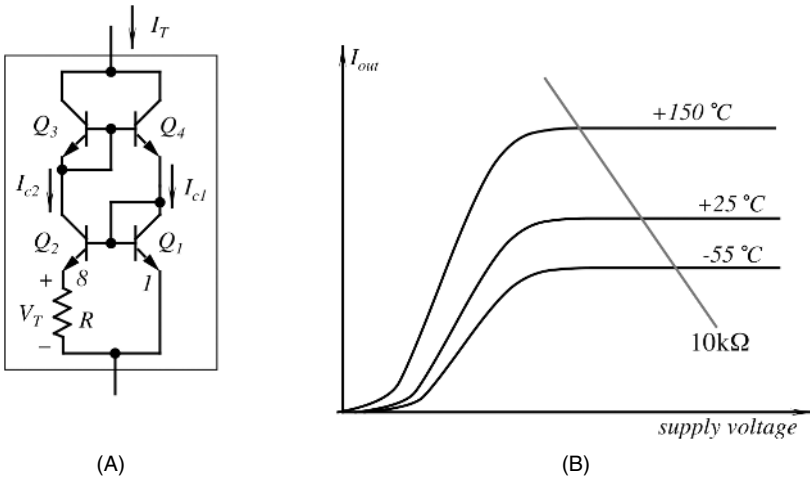 I_T
Q_3
Q_4
I_c2
I_c1
Q_2
Q_1
+
8
1
V_T
R
−
(A)
I_out
+150 °C
+25 °C
-55 °C
10kΩ
supply voltage
(B)